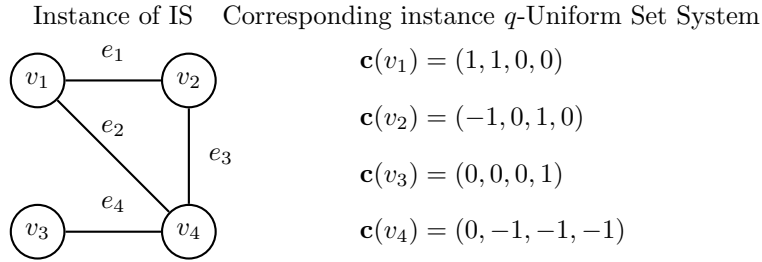 Instance of IS Corresponding instance q-Uniform Set System
e₁
v₁ v₂ c(v₁) = (1, 1, 0, 0)
c(v₂) = (−1, 0, 1, 0)
e₂
e₃
c(v₃) = (0, 0, 0, 1)
e₄
v₃ v₄ c(v₄) = (0, −1, −1, −1)